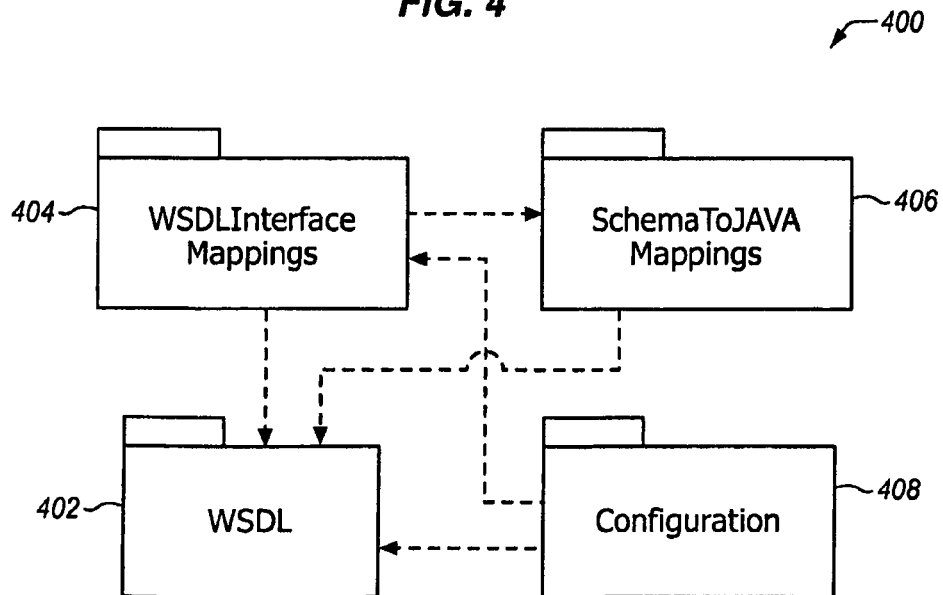 FIG. 4
400
404
WSDLInterface
Mappings
SchemaToJAVA
Mappings
406
402
WSDL
Configuration
408